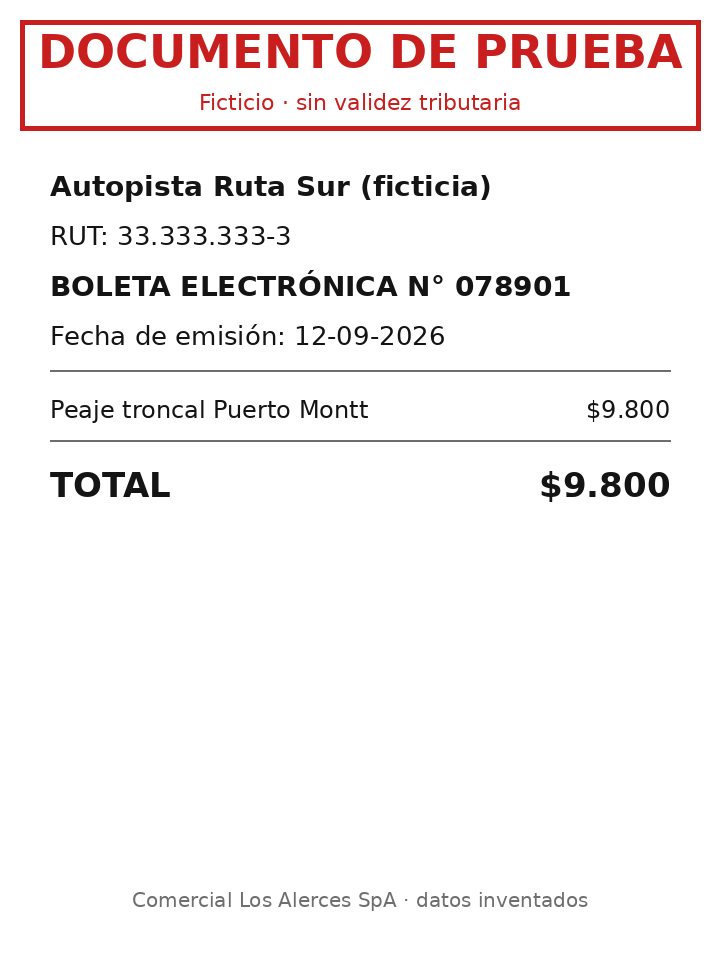 DOCUMENTO DE PRUEBA
Ficticio · sin validez tributaria
Autopista Ruta Sur (ficticia)
RUT: 33.333.333-3
BOLETA ELECTRÓNICA N° 078901
Fecha de emisión: 12-09-2026
Peaje troncal Puerto Montt $9.800
TOTAL $9.800
Comercial Los Alerces SpA · datos inventados